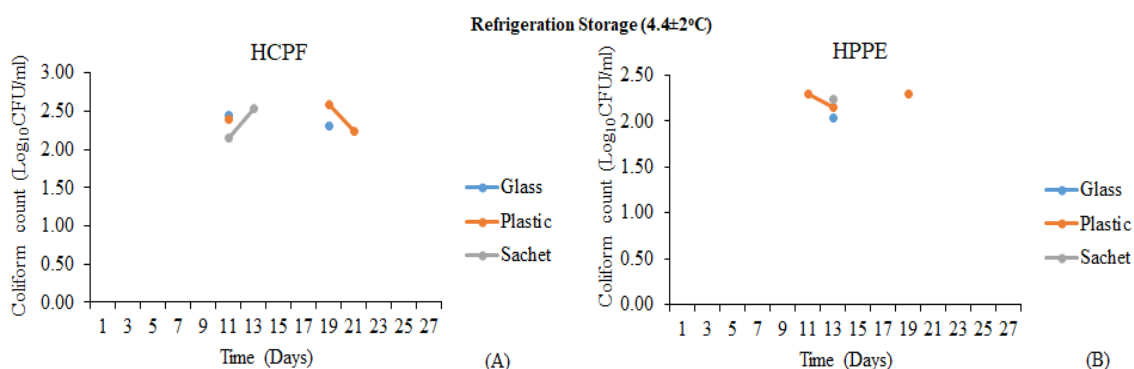 Refrigeration Storage (4.4±2°C)
HCPF
Coliform count (Log₁₀CFU/ml)
3.00
2.50
2.00
1.50
1.00
0.50
0.00
1 3 5 7 9 11 13 15 17 19 21 23 25 27
Time (Days)
Glass
Plastic
Sachet
(A)
HPPE
Coliform count (Log₁₀CFU/ml)
2.50
2.00
1.50
1.00
0.50
0.00
1 3 5 7 9 11 13 15 17 19 21 23 25 27
Time (Days)
Glass
Plastic
Sachet
(B)